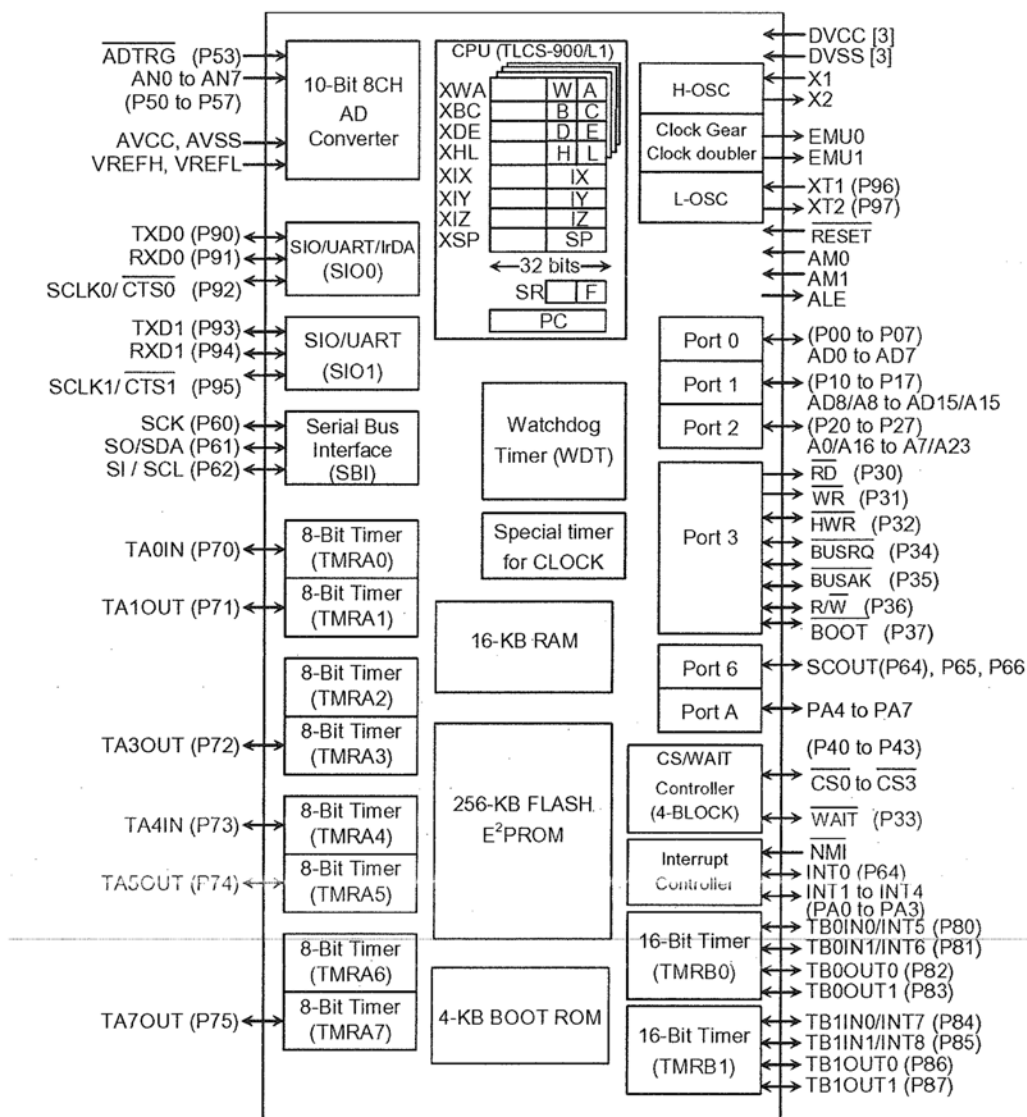 ADTRG (P53)
AN0 to AN7
(P50 to P57)
AVCC, AVSS
VREFH, VREFL
10-Bit 8CH
AD
Converter
TXD0 (P90)
RXD0 (P91)
SCLK0/ CTS0 (P92)
SIO/UART/IrDA
(SIO0)
TXD1 (P93)
RXD1 (P94)
SCLK1/ CTS1 (P95)
SIO/UART
(SIO1)
SCK (P60)
SO/SDA (P61)
SI / SCL (P62)
Serial Bus
Interface
(SBI)
TA0IN (P70)
8-Bit Timer
(TMRA0)
TA1OUT (P71)
8-Bit Timer
(TMRA1)
8-Bit Timer
(TMRA2)
TA3OUT (P72)
8-Bit Timer
(TMRA3)
TA4IN (P73)
8-Bit Timer
(TMRA4)
TA5OUT (P74)
8-Bit Timer
(TMRA5)
8-Bit Timer
(TMRA6)
TA7OUT (P75)
8-Bit Timer
(TMRA7)
CPU (TLCS-900/L1)
XWA W A
XBC B C
XDE D E
XHL H L
XIX IX
XIY IY
XIZ IZ
XSP SP
32 bits
SR F
PC
Watchdog
Timer (WDT)
Special timer
for CLOCK
16-KB RAM
256-KB FLASH
E²PROM
4-KB BOOT ROM
DVCC [3]
DVSS [3]
H-OSC
X1
X2
Clock Gear
Clock doubler
EMU0
EMU1
L-OSC
XT1 (P96)
XT2 (P97)
RESET
AM0
AM1
ALE
Port 0
(P00 to P07)
AD0 to AD7
Port 1
(P10 to P17)
AD8/A8 to AD15/A15
Port 2
(P20 to P27)
A0/A16 to A7/A23
Port 3
RD (P30)
WR (P31)
HWR (P32)
BUSRQ (P34)
BUSAK (P35)
R/W (P36)
BOOT (P37)
Port 6
SCOUT(P64), P65, P66
Port A
PA4 to PA7
CS/WAIT
Controller
(4-BLOCK)
(P40 to P43)
CS0 to CS3
WAIT (P33)
Interrupt
Controller
NMI
INT0 (P64)
INT1 to INT4
(PA0 to PA3)
16-Bit Timer
(TMRB0)
TB0IN0/INT5 (P80)
TB0IN1/INT6 (P81)
TB0OUT0 (P82)
TB0OUT1 (P83)
16-Bit Timer
(TMRB1)
TB1IN0/INT7 (P84)
TB1IN1/INT8 (P85)
TB1OUT0 (P86)
TB1OUT1 (P87)